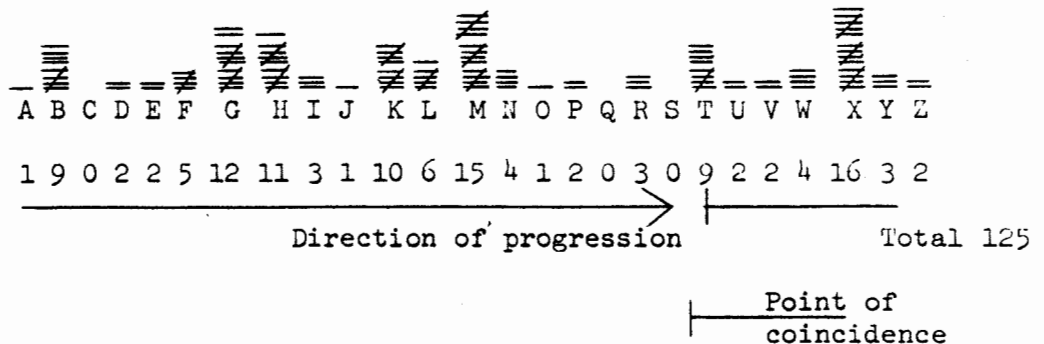 A B C D E F G H I J K L M N O P Q R S T U V W X Y Z
1 9 0 2 2 5 12 11 3 1 10 6 15 4 1 2 0 3 0 9 2 2 4 16 3 2
Direction of progression Total 125
Point of
coincidence